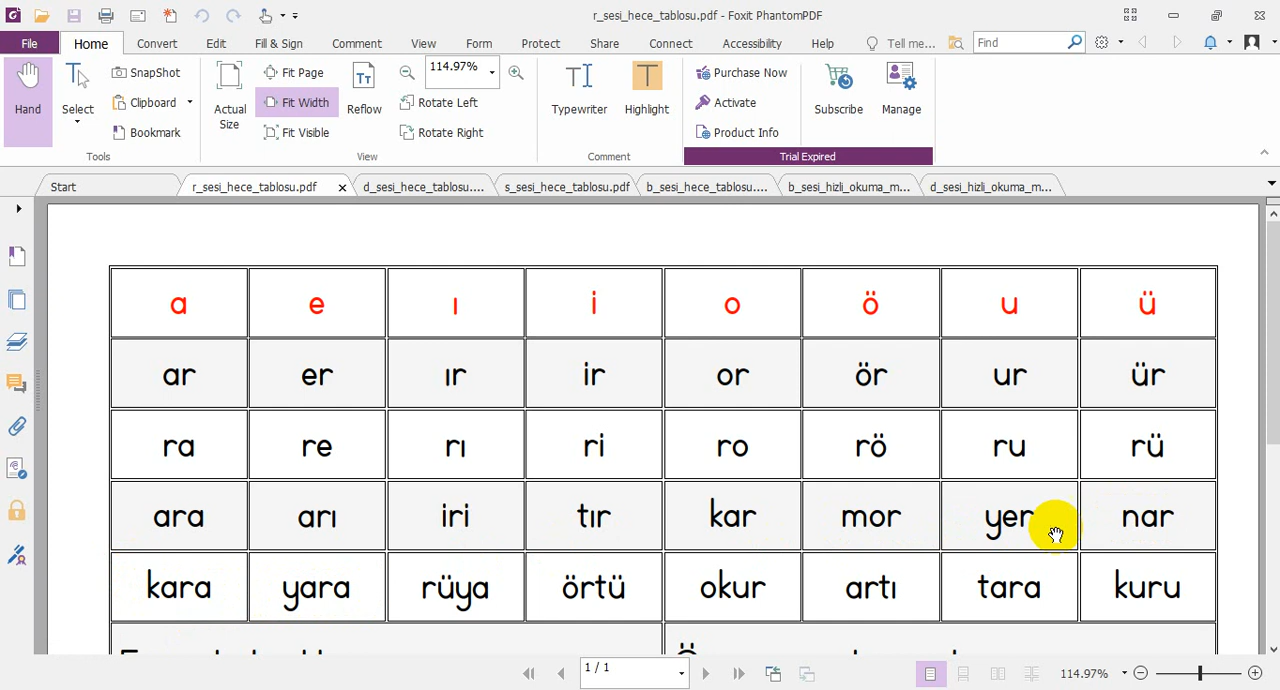 r_sesi_hece_tablosu.pdf - Foxit PhantomPDF
File Home Convert Edit Fill & Sign Comment View Form Protect Share Connect Accessibility Help Tell me... Find
Hand
Select
SnapShot
Clipboard
Bookmark
Tools
Actual Size
Fit Page
Fit Width
Fit Visible
Reflow
114.97%
Rotate Left
Rotate Right
View
Typewriter
Highlight
Comment
Purchase Now
Activate
Product Info
Trial Expired
Subscribe
Manage
Start r_sesi_hece_tablosu.pdf d_sesi_hece_tablosu.... s_sesi_hece_tablosu.pdf b_sesi_hece_tablosu.... b_sesi_hizli_okuma_m... d_sesi_hizli_okuma_m...
a e ı i o ö u ü
ar er ır ir or ör ur ür
ra re rı ri ro rö ru rü
ara arı iri tır kar mor yer nar
kara yara rüya örtü okur artı tara kuru
1 / 1
114.97%